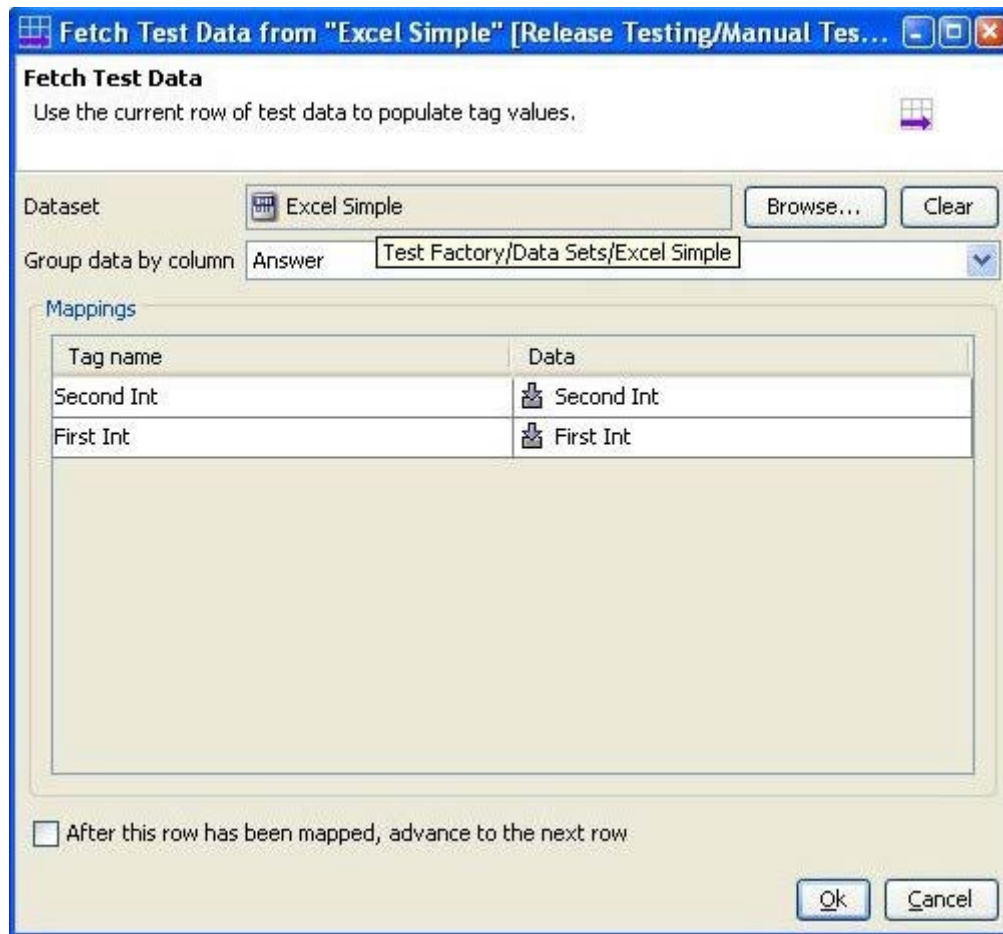 Fetch Test Data from "Excel Simple" [Release Testing/Manual Tes...
Fetch Test Data
Use the current row of test data to populate tag values.
Dataset Excel Simple Browse... Clear
Test Factory/Data Sets/Excel Simple
Group data by column Answer
Mappings
Tag name Data
Second Int Second Int
First Int First Int
After this row has been mapped, advance to the next row
Ok Cancel